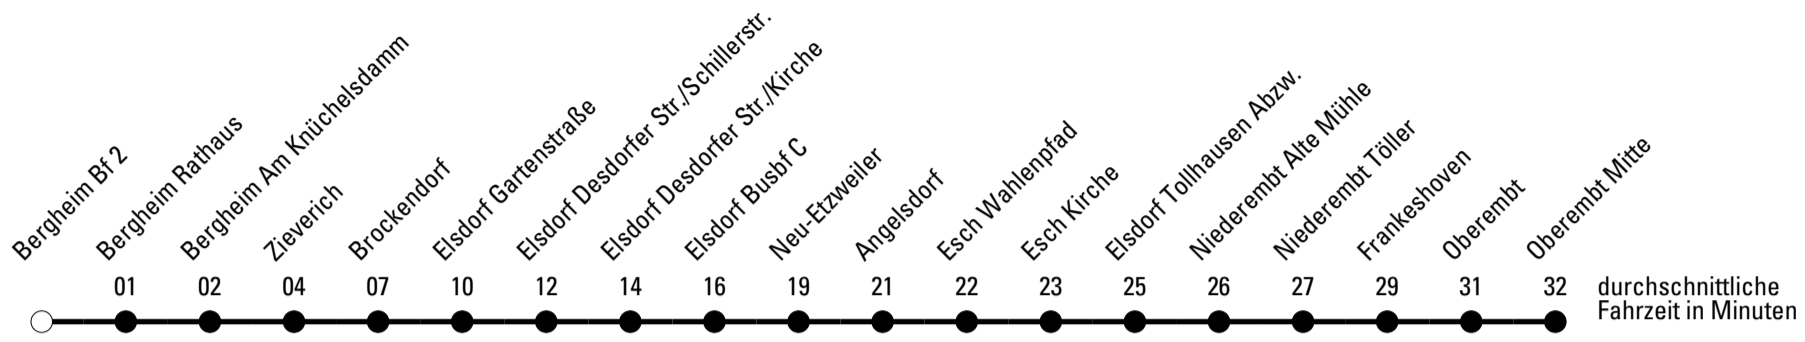 Bergheim Bf 2
Bergheim Rathaus
Bergheim Am Knüchelsdamm
Zieverich
Brockendorf
Elsdorf Gartenstraße
Elsdorf Desdorfer Str./Schillerstr.
Elsdorf Desdorfer Str./Kirche
Elsdorf Busbf C
Neu-Etzweiler
Angelsdorf
Esch Wahlenpfad
Esch Kirche
Elsdorf Tollhausen Abzw.
Niederembt Alte Mühle
Niederembt Töller
Frankeshoven
Oberembt
Oberembt Mitte
01 02 04 07 10 12 14 16 19 21 22 23 25 26 27 29 31 32 durchschnittliche
Fahrzeit in Minuten